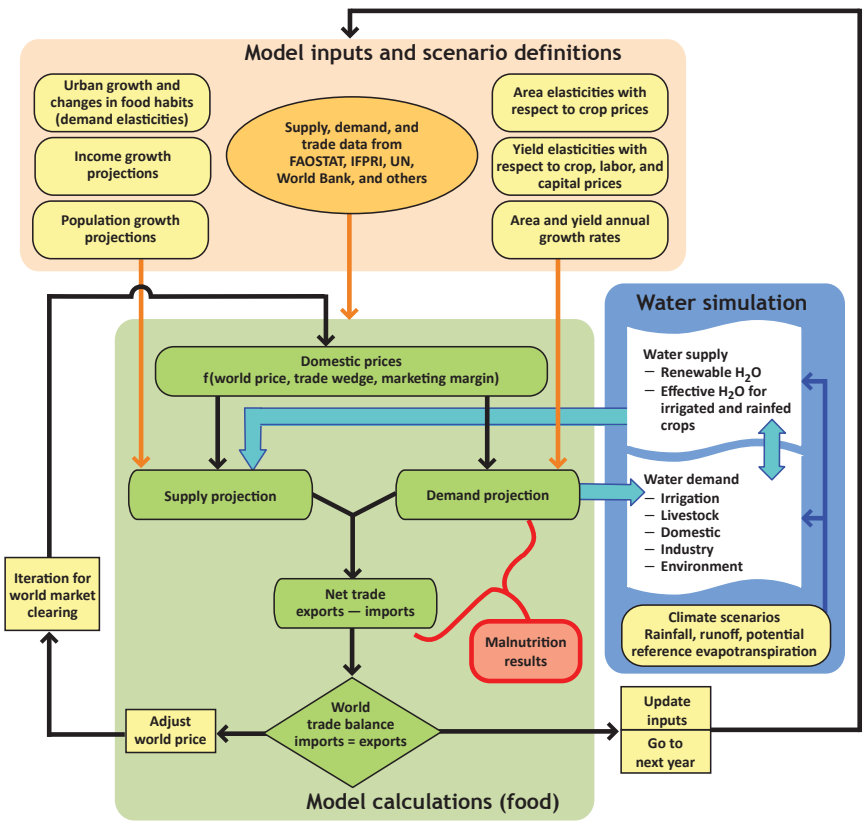 Model inputs and scenario definitions
Urban growth and
changes in food habits
(demand elasticities)
Income growth
projections
Population growth
projections
Supply, demand, and
trade data from
FAOSTAT, IFPRI, UN,
World Bank, and others
Area elasticities with
respect to crop prices
Yield elasticities with
respect to crop, labor, and
capital prices
Area and yield annual
growth rates
Water simulation
Water supply
– Renewable H₂O
– Effective H₂O for
irrigated and rainfed
crops
Water demand
– Irrigation
– Livestock
– Domestic
– Industry
– Environment
Climate scenarios
Rainfall, runoff, potential
reference evapotranspiration
Domestic prices
f(world price, trade wedge, marketing margin)
Supply projection
Demand projection
Net trade
exports — imports
Malnutrition
results
World
trade balance
imports = exports
Iteration for
world market
clearing
Adjust
world price
Update
inputs
Go to
next year
Model calculations (food)